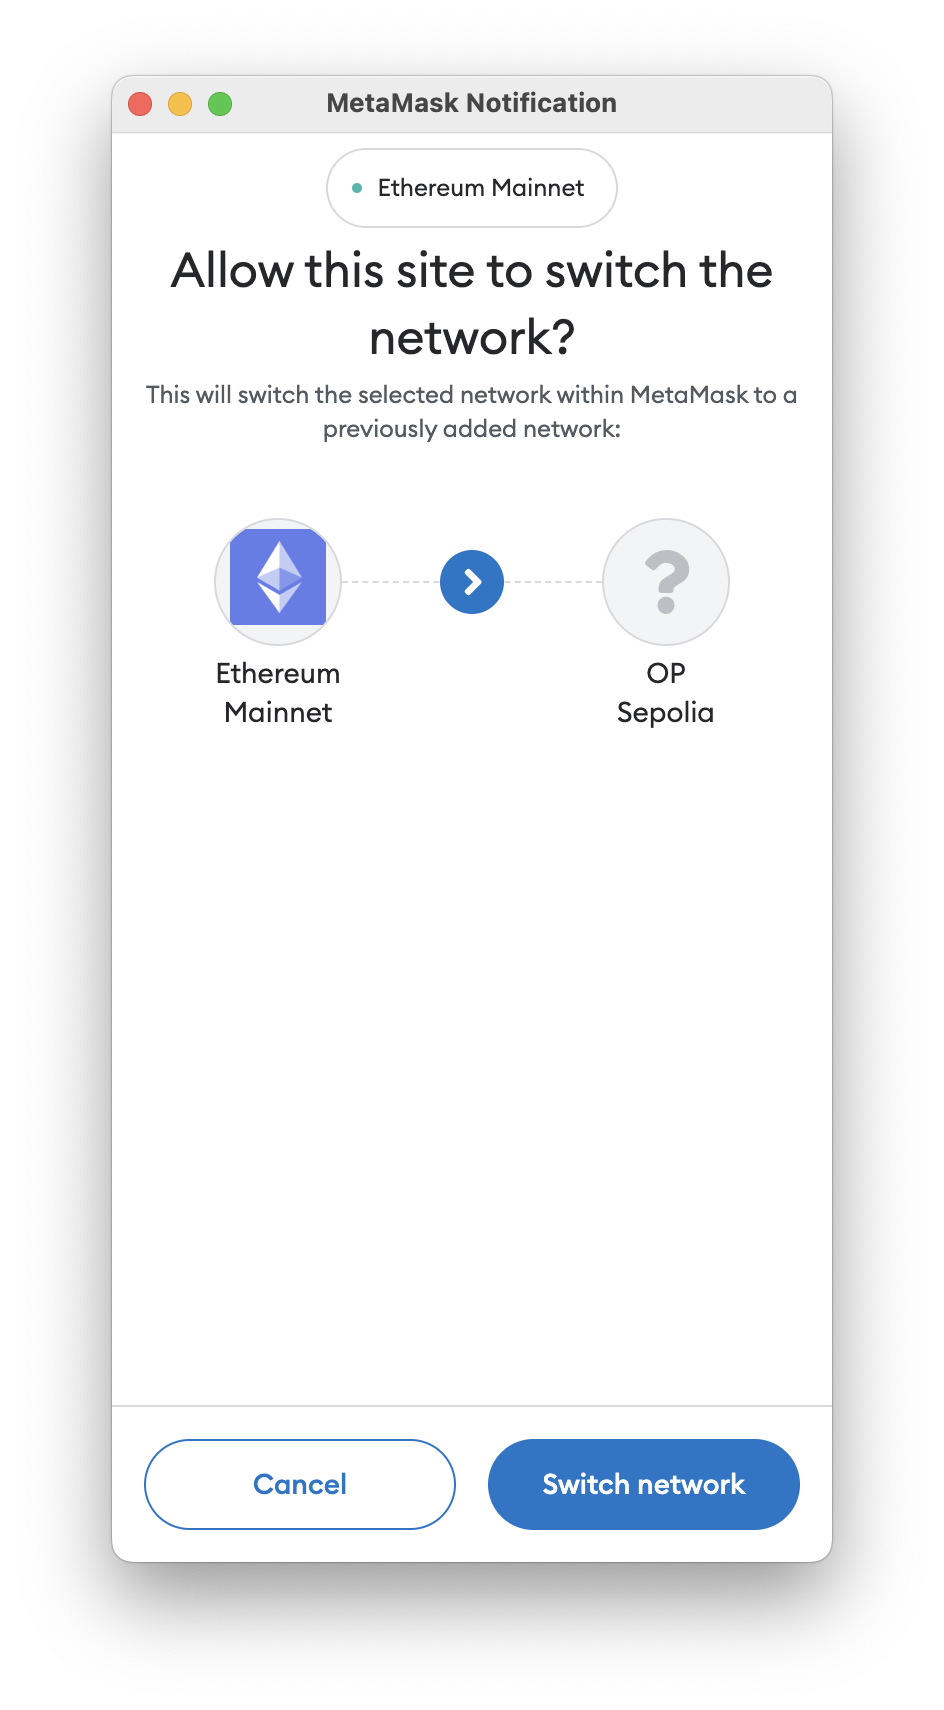 MetaMask Notification
Ethereum Mainnet
Allow this site to switch the
network?
This will switch the selected network within MetaMask to a
previously added network:
?
Ethereum
Mainnet
OP
Sepolia
Cancel
Switch network